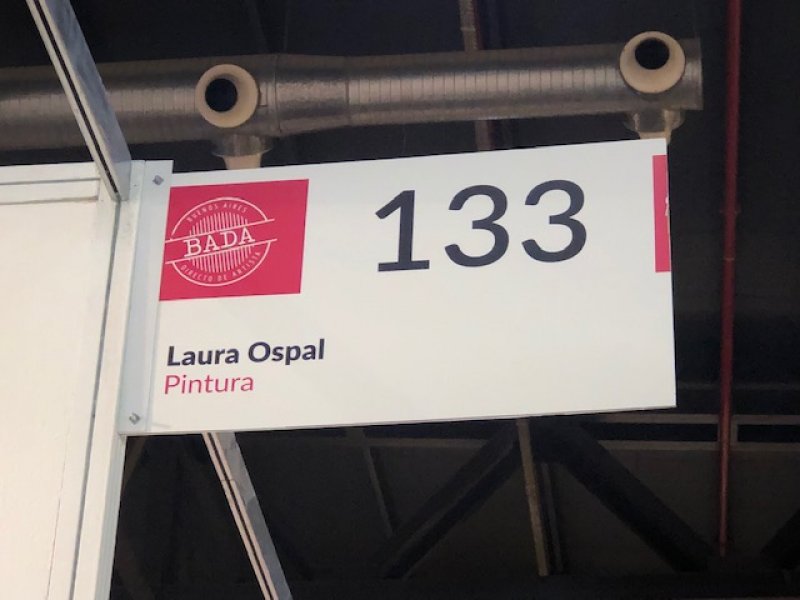 BUENOS AIRES
BADA
DIRECTO DE ARTISTA
133
Laura Ospal
Pintura